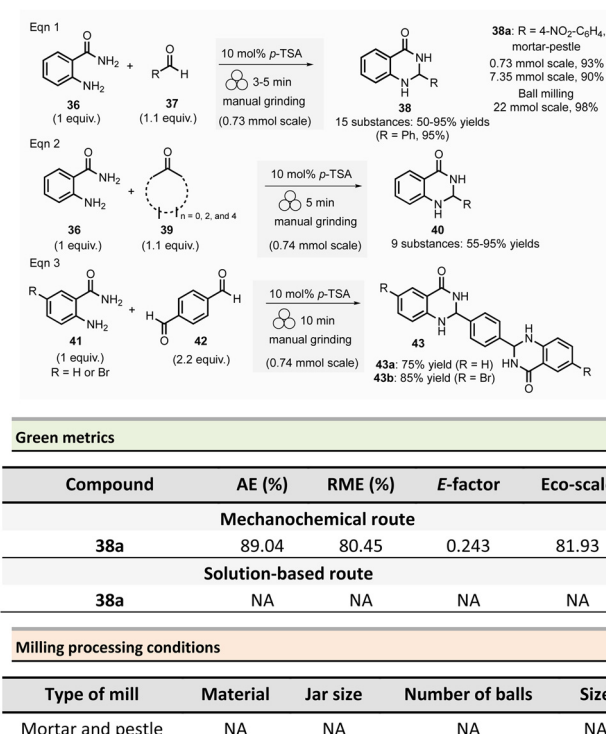 Eqn 1
O
NH₂
NH₂
36
(1 equiv.)
+
O
R
H
37
(1.1 equiv.)
10 mol% p-TSA
3-5 min
manual grinding
(0.73 mmol scale)
O
NH
N
H
R
38
15 substances: 50-95% yields
(R = Ph, 95%)
38a: R = 4-NO₂-C₆H₄,
mortar-pestle
0.73 mmol scale, 93%
7.35 mmol scale, 90%
Ball milling
22 mmol scale, 98%
Eqn 2
O
NH₂
NH₂
36
(1 equiv.)
+
O
n = 0, 2, and 4
39
(1.1 equiv.)
10 mol% p-TSA
5 min
manual grinding
(0.74 mmol scale)
O
NH
N
H
R
40
9 substances: 55-95% yields
Eqn 3
R
O
NH₂
NH₂
41
(1 equiv.)
R = H or Br
+
O
H
H
O
42
(2.2 equiv.)
10 mol% p-TSA
10 min
manual grinding
(0.74 mmol scale)
R
O
NH
N
H
H
N
HN
O
R
43
43a: 75% yield (R = H)
43b: 85% yield (R = Br)
Green metrics
Compound AE (%) RME (%) E-factor Eco-scal
Mechanochemical route
38a 89.04 80.45 0.243 81.93
Solution-based route
38a NA NA NA NA
Milling processing conditions
Type of mill Material Jar size Number of balls Size
Mortar and pestle NA NA NA NA